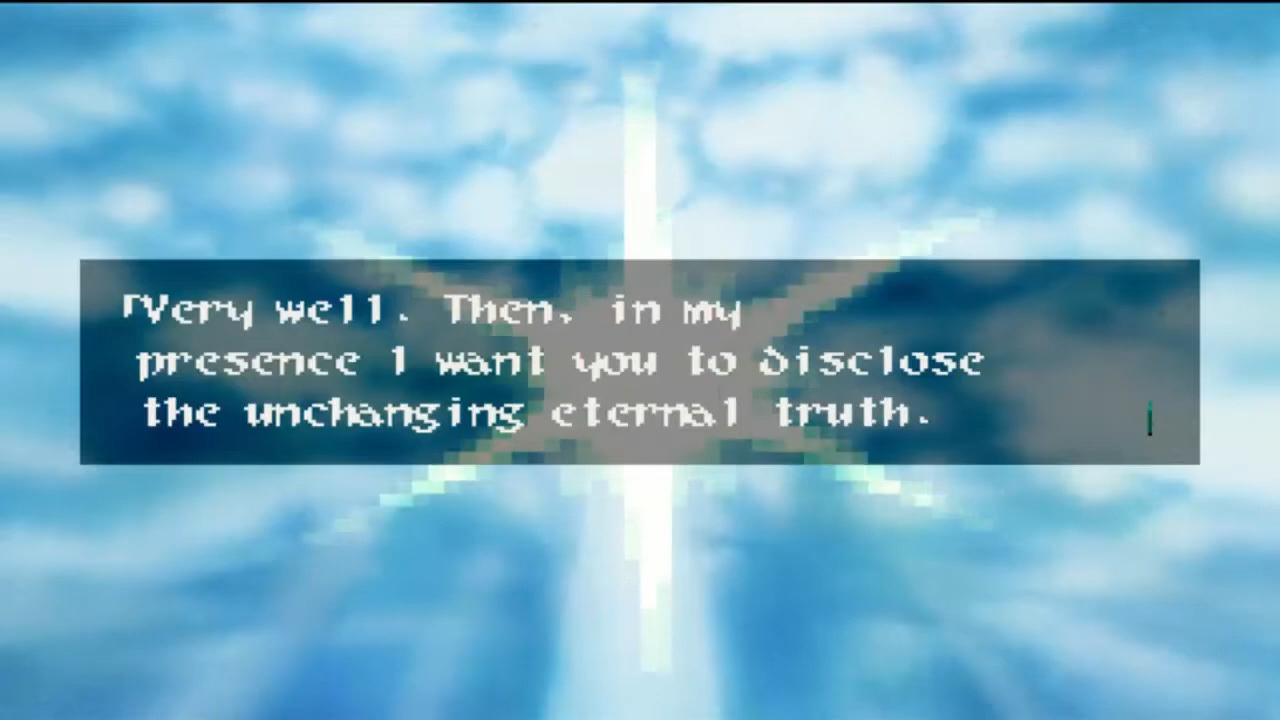 「Very well. Then, in my
presence I want you to disclose
the unchanging eternal truth.